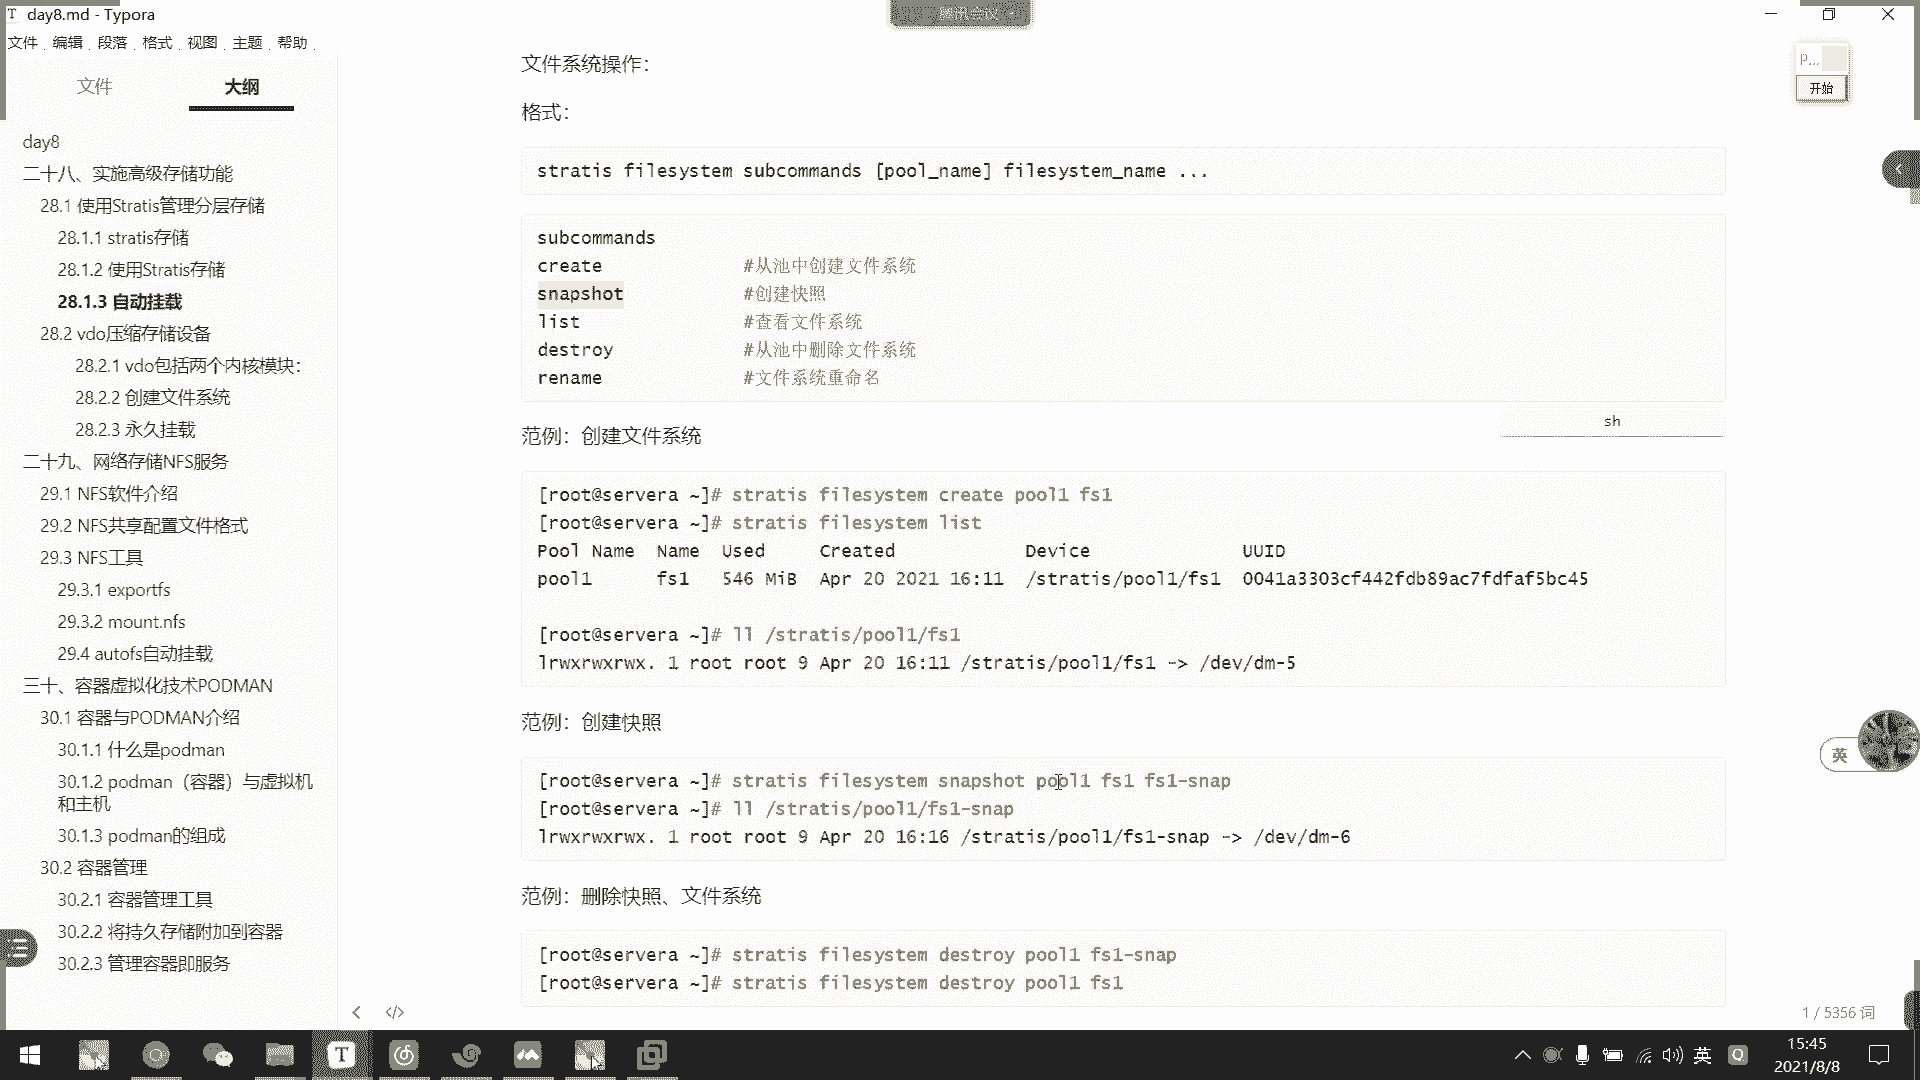 day8.md - Typora
腾讯会议
文件 编辑 段落 格式 视图 主题 帮助
文件 大纲
day8
二十八、实施高级存储功能
28.1 使用Stratis管理分层存储
28.1.1 stratis存储
28.1.2 使用Stratis存储
28.1.3 自动挂载
28.2 vdo压缩存储设备
28.2.1 vdo包括两个内核模块：
28.2.2 创建文件系统
28.2.3 永久挂载
二十九、网络存储NFS服务
29.1 NFS软件介绍
29.2 NFS共享配置文件格式
29.3 NFS工具
29.3.1 exportfs
29.3.2 mount.nfs
29.4 autofs自动挂载
三十、容器虚拟化技术PODMAN
30.1 容器与PODMAN介绍
30.1.1 什么是podman
30.1.2 podman（容器）与虚拟机
和主机
30.1.3 podman的组成
30.2 容器管理
30.2.1 容器管理工具
30.2.2 将持久存储附加到容器
30.2.3 管理容器即服务
文件系统操作：
格式：
stratis filesystem subcommands [pool_name] filesystem_name ...
subcommands
create #从池中创建文件系统
snapshot #创建快照
list #查看文件系统
destroy #从池中删除文件系统
rename #文件系统重命名
sh
范例：创建文件系统
[root@servera ~]# stratis filesystem create pool1 fs1
[root@servera ~]# stratis filesystem list
Pool Name Name Used Created Device UUID
pool1 fs1 546 MiB Apr 20 2021 16:11 /stratis/pool1/fs1 0041a3303cf442fdb89ac7fdfaf5bc45
[root@servera ~]# ll /stratis/pool1/fs1
lrwxrwxrwx. 1 root root 9 Apr 20 16:11 /stratis/pool1/fs1 -> /dev/dm-5
范例：创建快照
[root@servera ~]# stratis filesystem snapshot pool1 fs1 fs1-snap
[root@servera ~]# ll /stratis/pool1/fs1-snap
lrwxrwxrwx. 1 root root 9 Apr 20 16:16 /stratis/pool1/fs1-snap -> /dev/dm-6
范例：删除快照、文件系统
[root@servera ~]# stratis filesystem destroy pool1 fs1-snap
[root@servera ~]# stratis filesystem destroy pool1 fs1
p...
开始
英
1 / 5356 词
英
15:45
2021/8/8